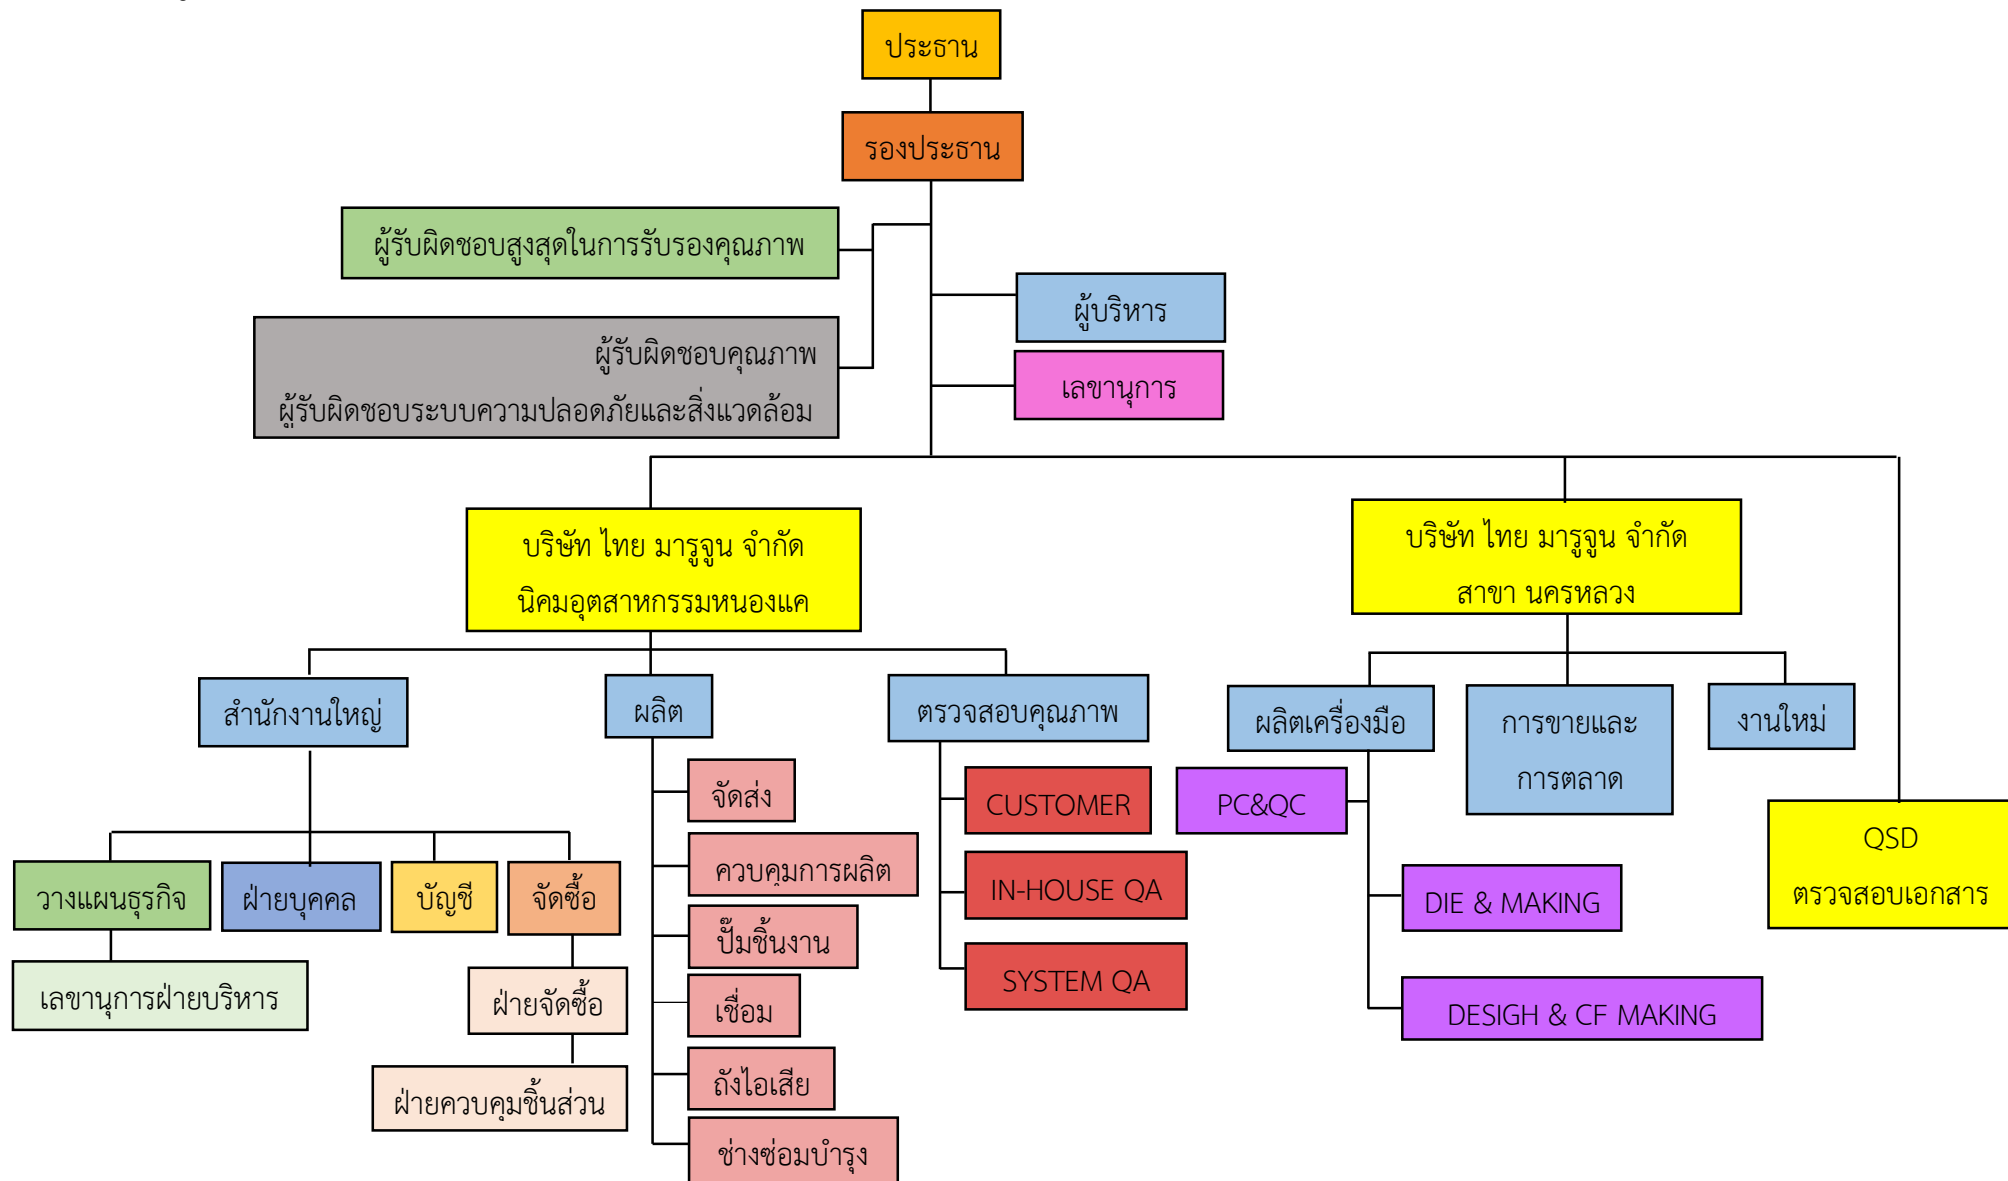 ประธาน
รองประธาน
ผู้รับผิดชอบสูงสุดในการรับรองคุณภาพ
ผู้บริหาร
ผู้รับผิดชอบคุณภาพ
ผู้รับผิดชอบระบบความปลอดภัยและสิ่งแวดล้อม
เลขานุการ
บริษัท ไทย มารูจูน จำกัด
นิคมอุตสาหกรรมหนองแค
บริษัท ไทย มารูจูน จำกัด
สาขา นครหลวง
สำนักงานใหญ่
ผลิต
ตรวจสอบคุณภาพ
ผลิตเครื่องมือ
การขายและ
การตลาด
งานใหม่
จัดส่ง
ควบคุมการผลิต
ปั๊มชิ้นงาน
เชื่อม
ถังไอเสีย
ช่างซ่อมบำรุง
CUSTOMER
IN-HOUSE QA
SYSTEM QA
PC&QC
DIE & MAKING
DESIGH & CF MAKING
QSD
ตรวจสอบเอกสาร
วางแผนธุรกิจ
ฝ่ายบุคคล
บัญชี
จัดซื้อ
เลขานุการฝ่ายบริหาร
ฝ่ายจัดซื้อ
ฝ่ายควบคุมชิ้นส่วน